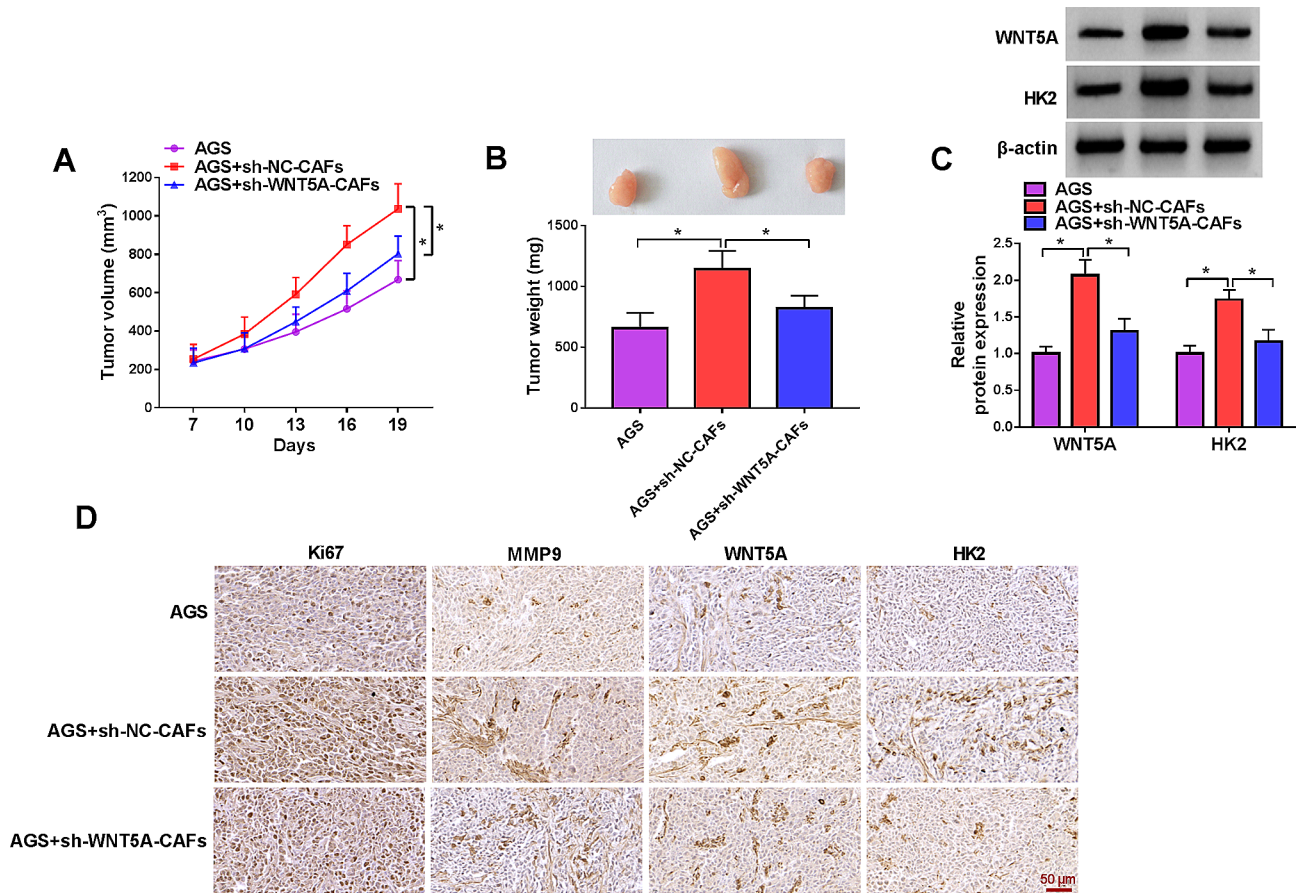 A
AGS
AGS+sh-NC-CAFs
AGS+sh-WNT5A-CAFs
Tumor volume (mm³)
1200
1000
800
600
400
200
0
7 10 13 16 19
Days
*
*
B
Tumor weight (mg)
1500
1000
500
0
* *
AGS
AGS+sh-NC-CAFs
AGS+sh-WNT5A-CAFs
WNT5A
HK2
β-actin
C
AGS
AGS+sh-NC-CAFs
AGS+sh-WNT5A-CAFs
Relative
protein expression
2.5
2.0
1.5
1.0
0.5
0.0
* * * *
WNT5A HK2
D
Ki67 MMP9 WNT5A HK2
AGS
AGS+sh-NC-CAFs
AGS+sh-WNT5A-CAFs
50 µm